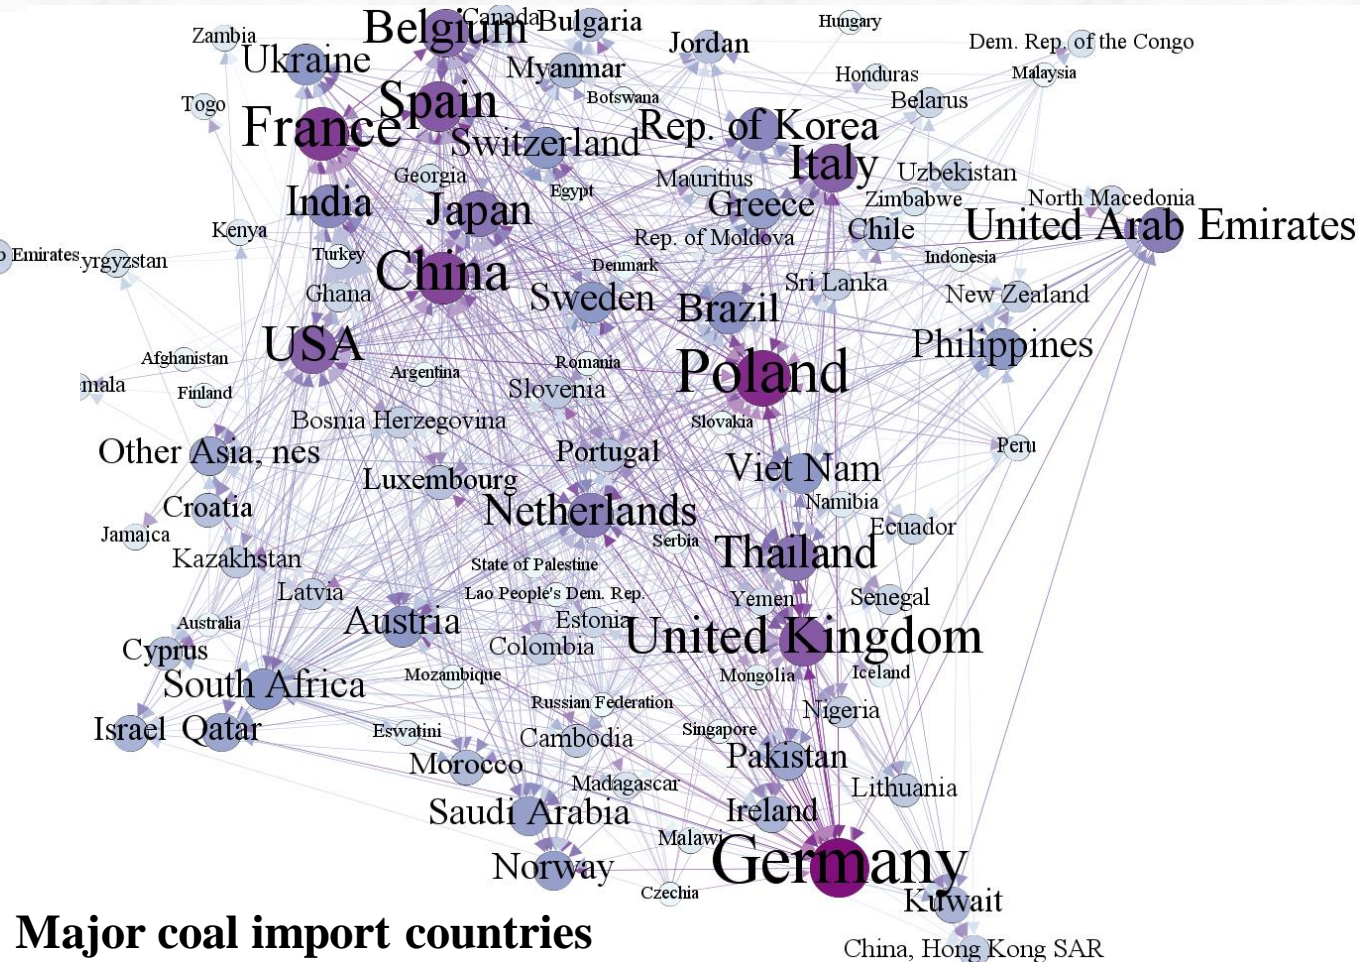 Belgium
Canada
Bulgaria
Hungary
Zambia
Ukraine
Jordan
Dem. Rep. of the Congo
Myanmar
Honduras
Malaysia
Togo
Spain
Botswana
Belarus
France
Switzerland
Rep. of Korea
Italy
Georgia
Egypt
Mauritius
Uzbekistan
India
Japan
Greece
Zimbabwe
North Macedonia
Kenya
Rep. of Moldova
Chile
United Arab Emirates
Emirates
yrgyzstan
Turkey
China
Denmark
Indonesia
Ghana
Sweden
Brazil
Sri Lanka
New Zealand
USA
Philippines
Afghanistan
Argentina
Romania
Poland
mala
Finland
Slovenia
Bosnia Herzegovina
Slovakia
Other Asia, nes
Portugal
Viet Nam
Peru
Luxembourg
Croatia
Netherlands
Namibia
Jamaica
Serbia
Ecuador
Kazakhstan
State of Palestine
Thailand
Latvia
Lao People's Dem. Rep.
Yemen
Senegal
Australia
Austria
Estonia
Cyprus
Colombia
United Kingdom
South Africa
Mozambique
Mongolia
Iceland
Israel
Qatar
Eswatini
Russian Federation
Singapore
Nigeria
Cambodia
Morocco
Pakistan
Madagascar
Lithuania
Saudi Arabia
Ireland
Malawi
Norway
Germany
Czechia
Kuwait
Major coal import countries
China, Hong Kong SAR